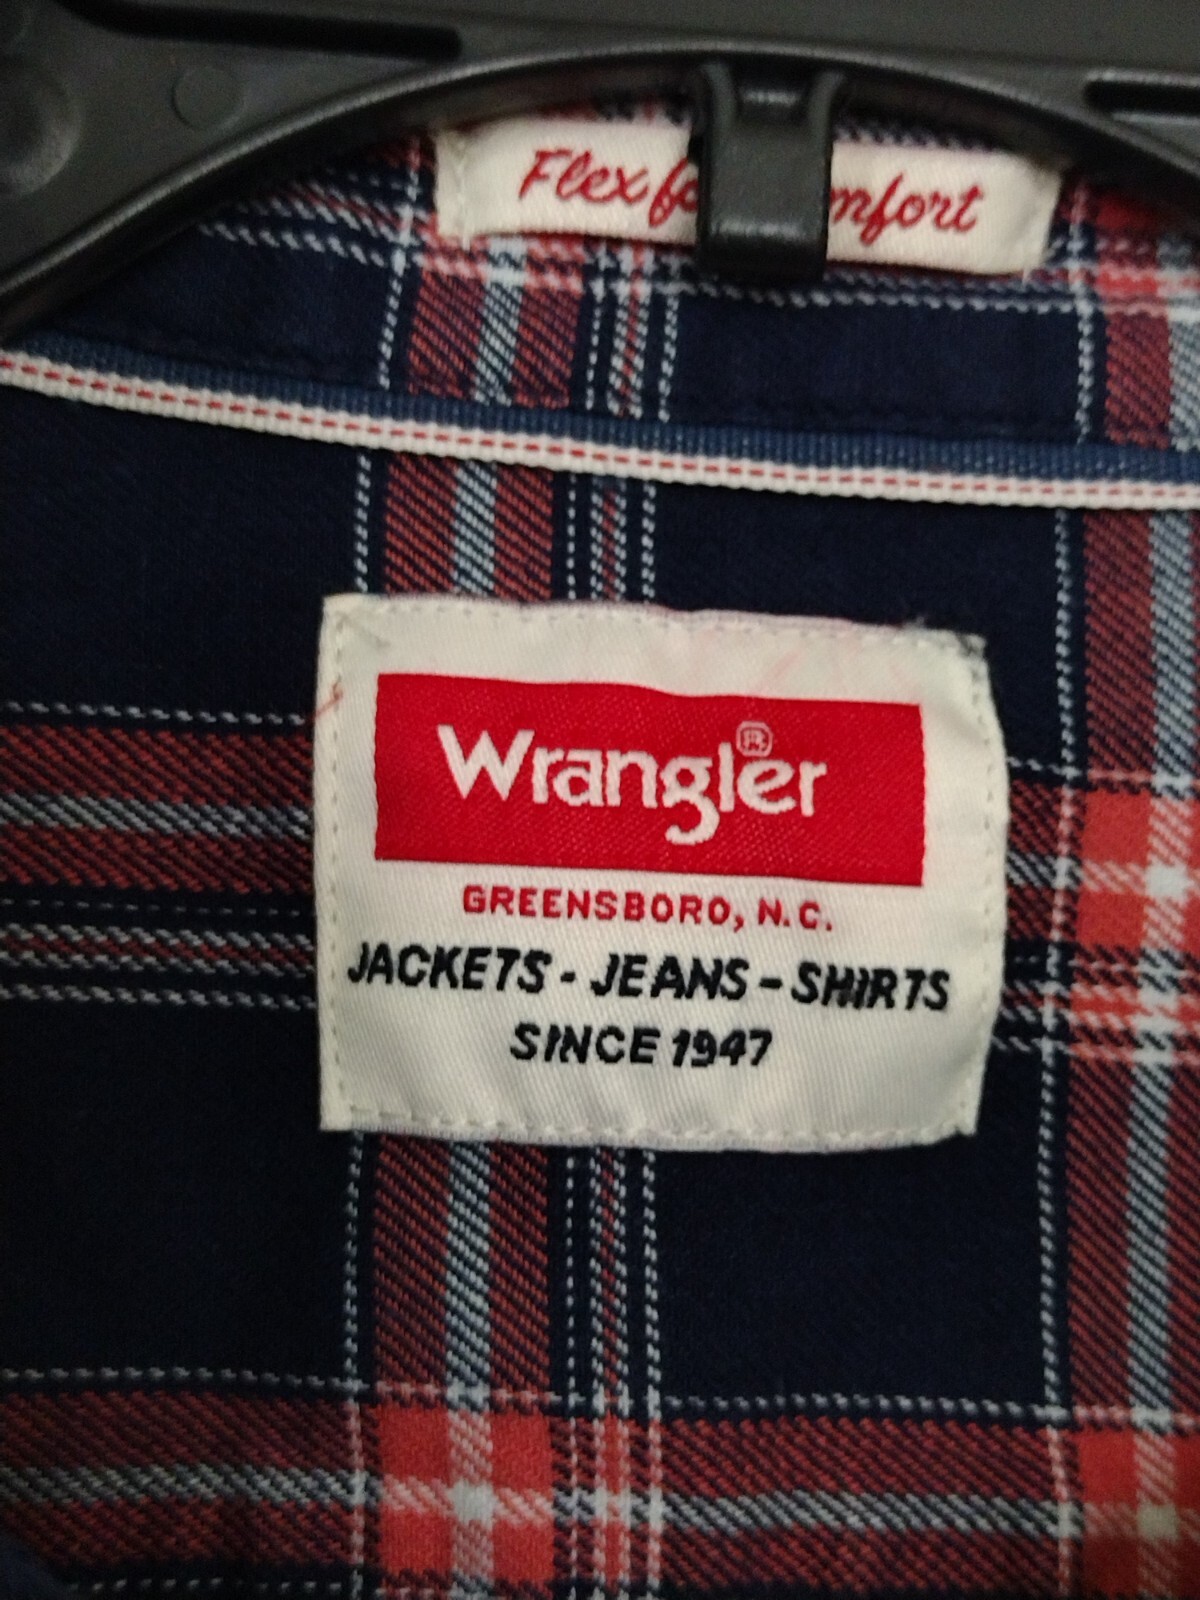 Flex
Wrangler®
GREENSBORO, N.C.
JACKETS - JEANS - SHIRTS
SINCE 1947